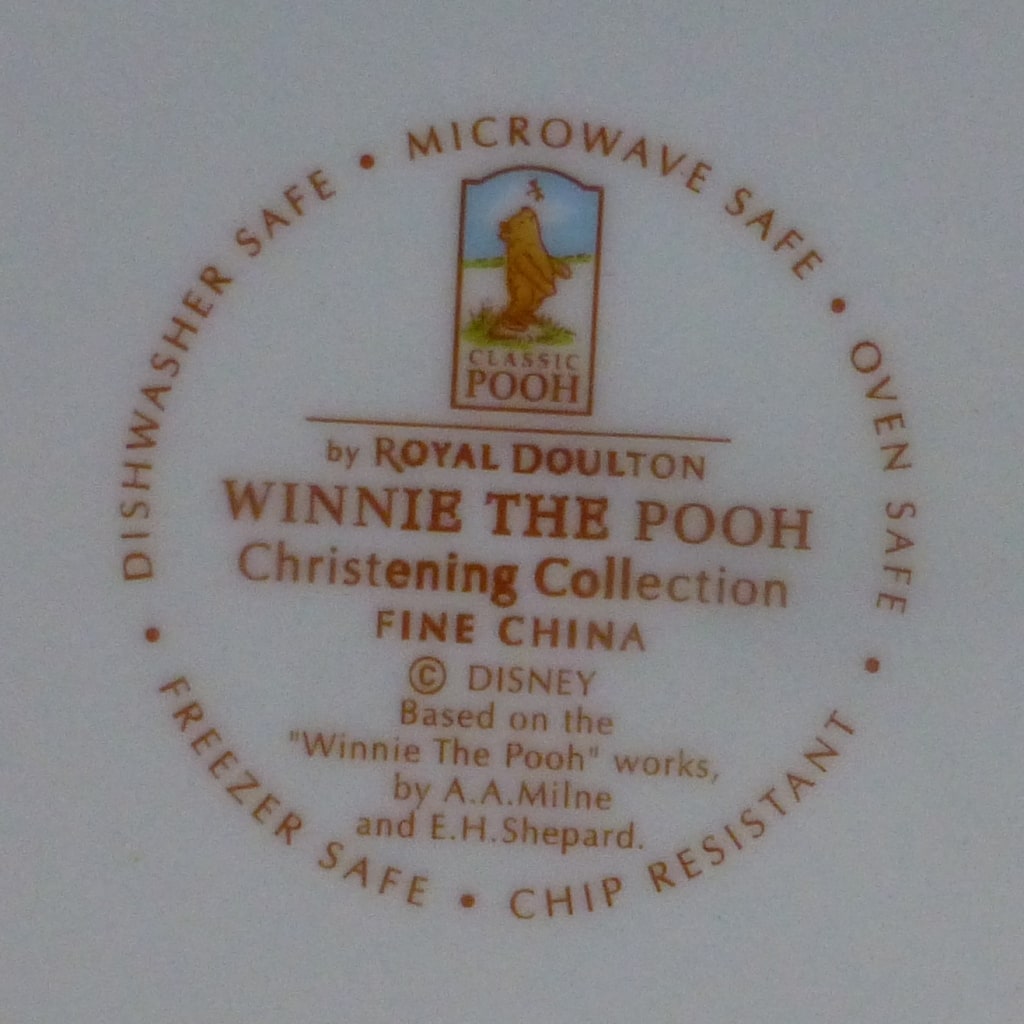 DISHWASHER SAFE • MICROWAVE SAFE • OVEN SAFE • CHIP RESISTANT • FREEZER SAFE •
CLASSIC
POOH
by ROYAL DOULTON
WINNIE THE POOH
Christening Collection
FINE CHINA
© DISNEY
Based on the
"Winnie The Pooh" works,
by A.A.Milne
and E.H.Shepard.